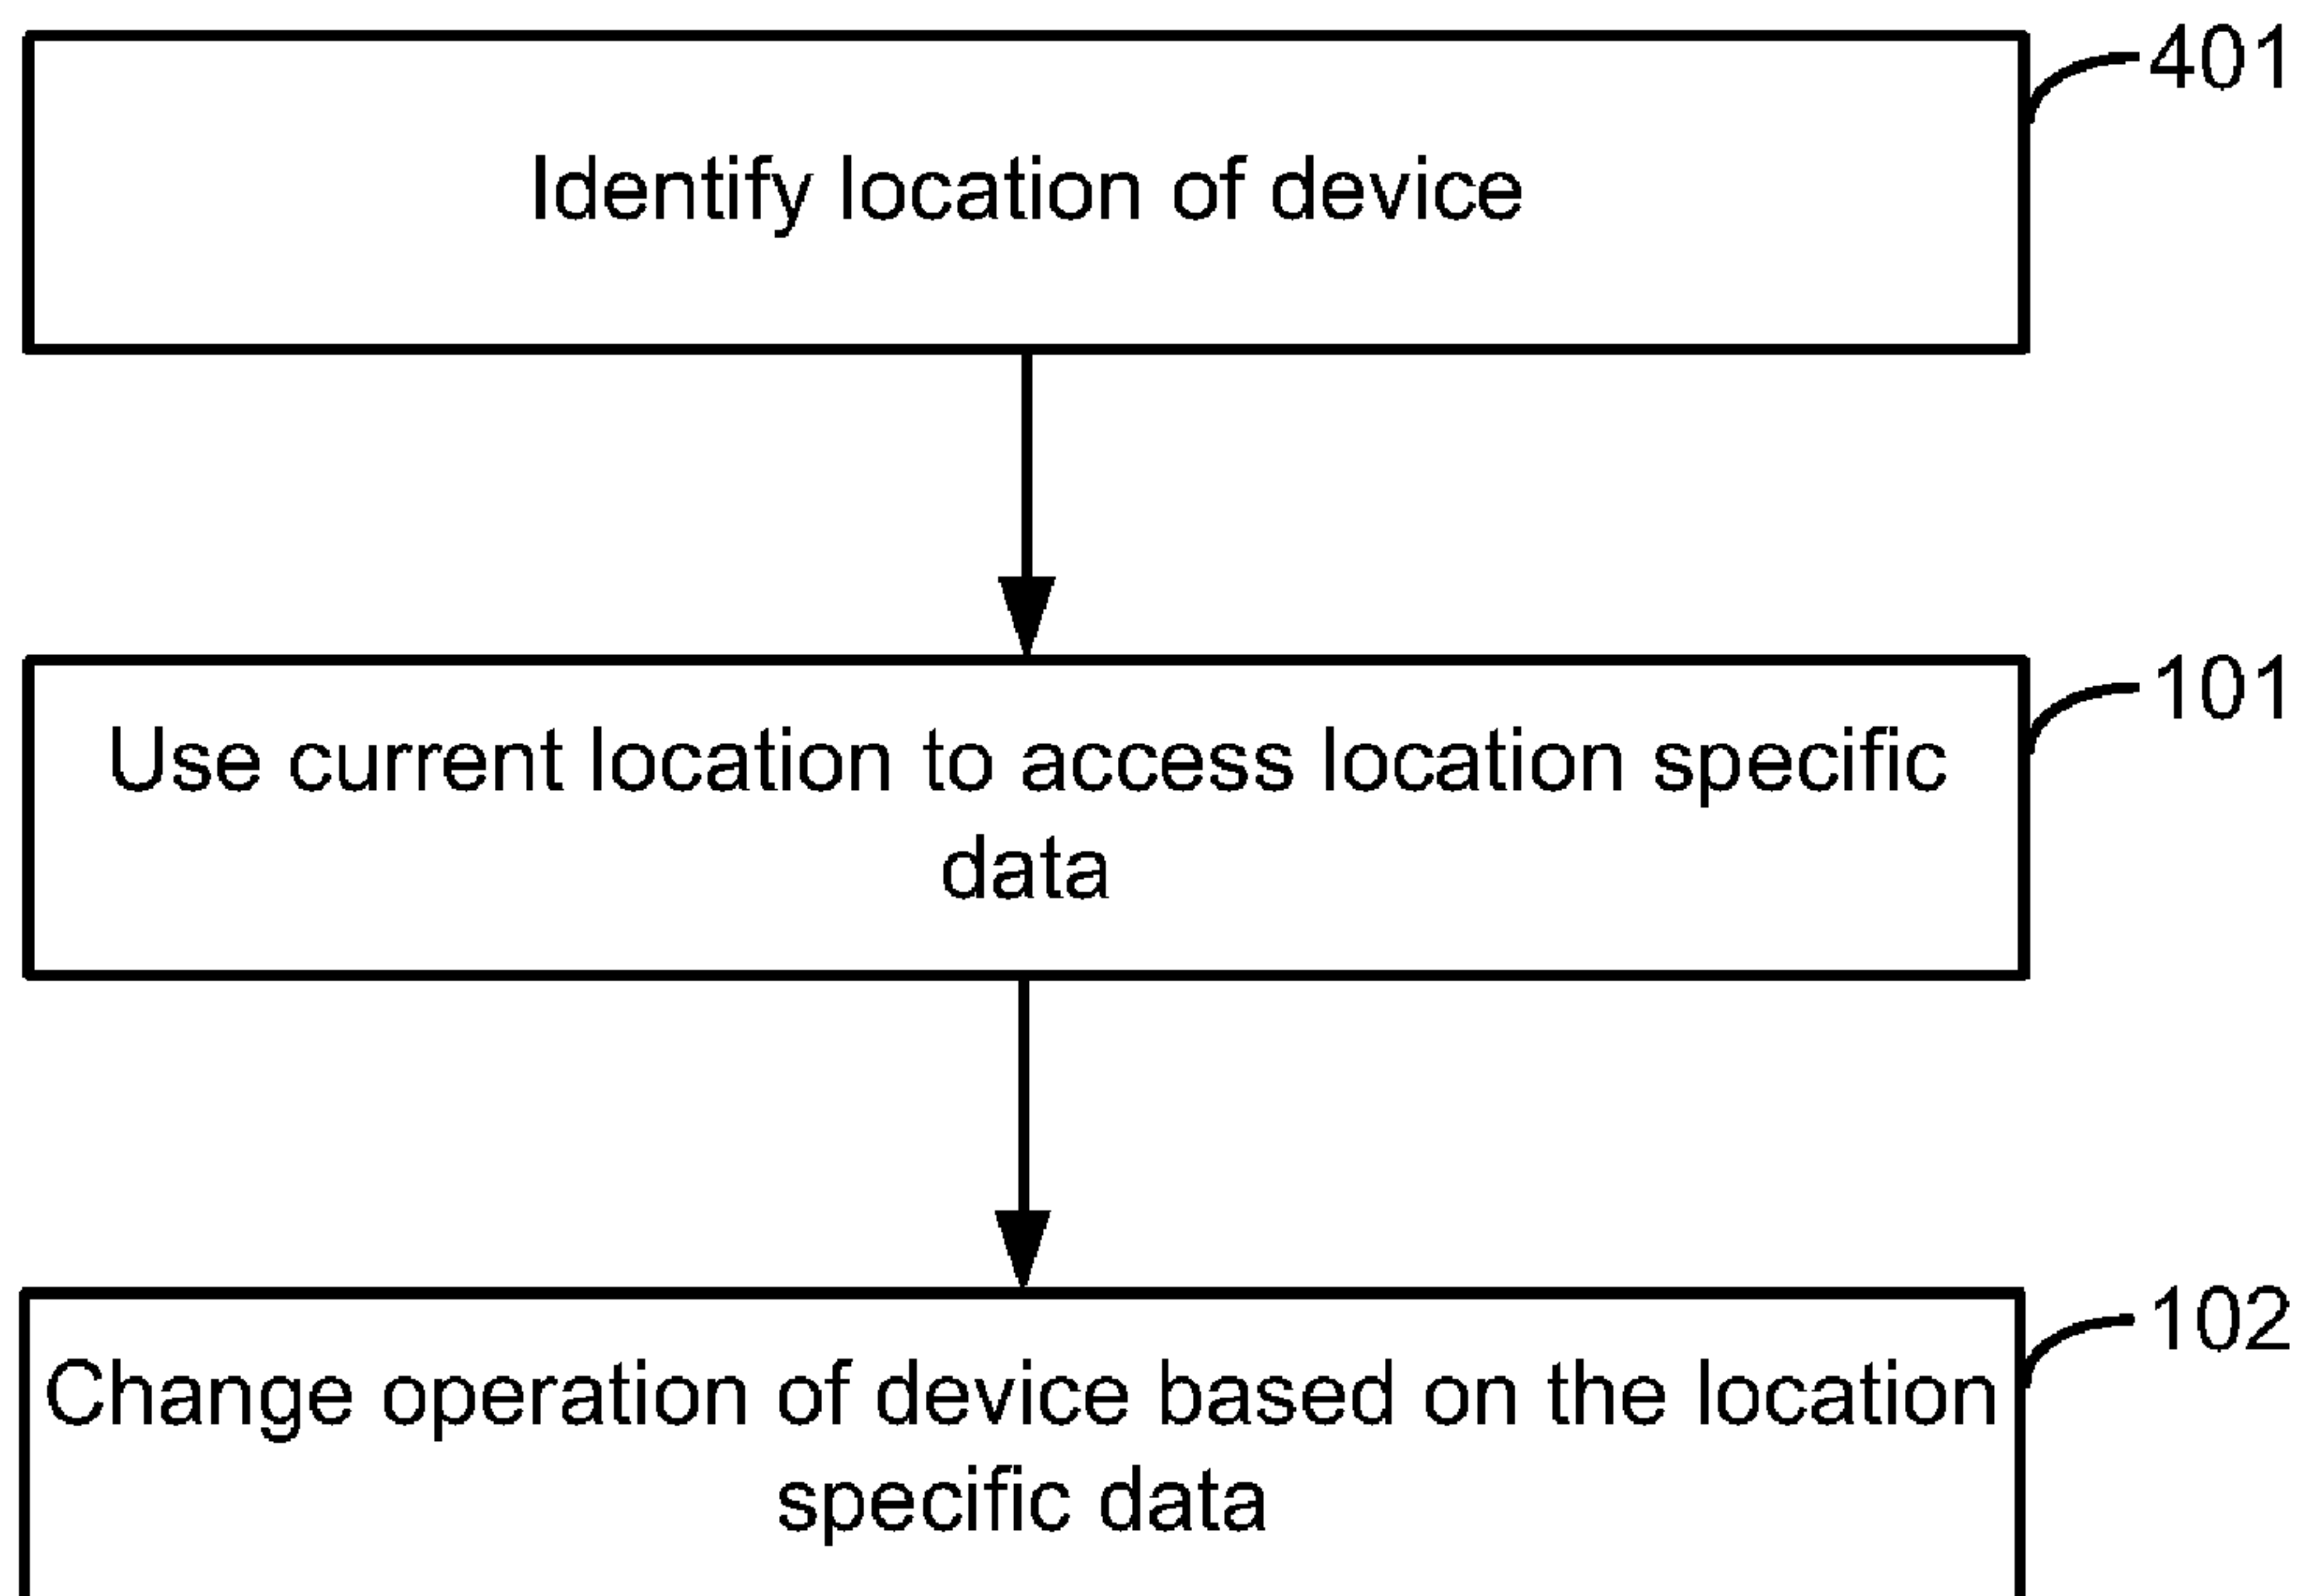 401
Identify location of device
101
Use current location to access location specific
data
102
Change operation of device based on the location
specific data